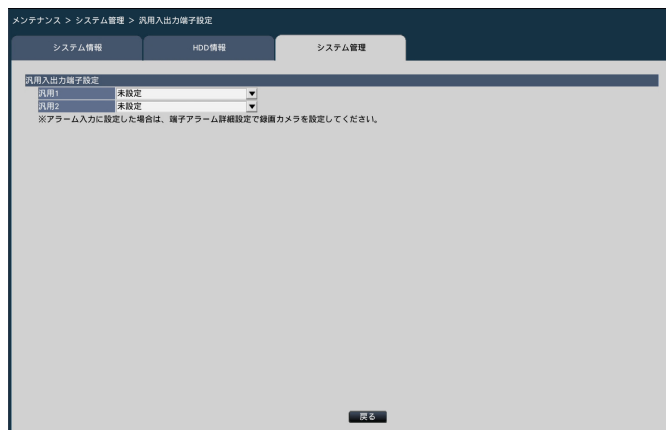 メンテナンス > システム管理 > 汎用入出力端子設定
システム情報 HDD情報 システム管理
汎用入出力端子設定
汎用1 未設定
汎用2 未設定
※アラーム入力に設定した場合は、端子アラーム詳細設定で録画カメラを設定してください。
戻る